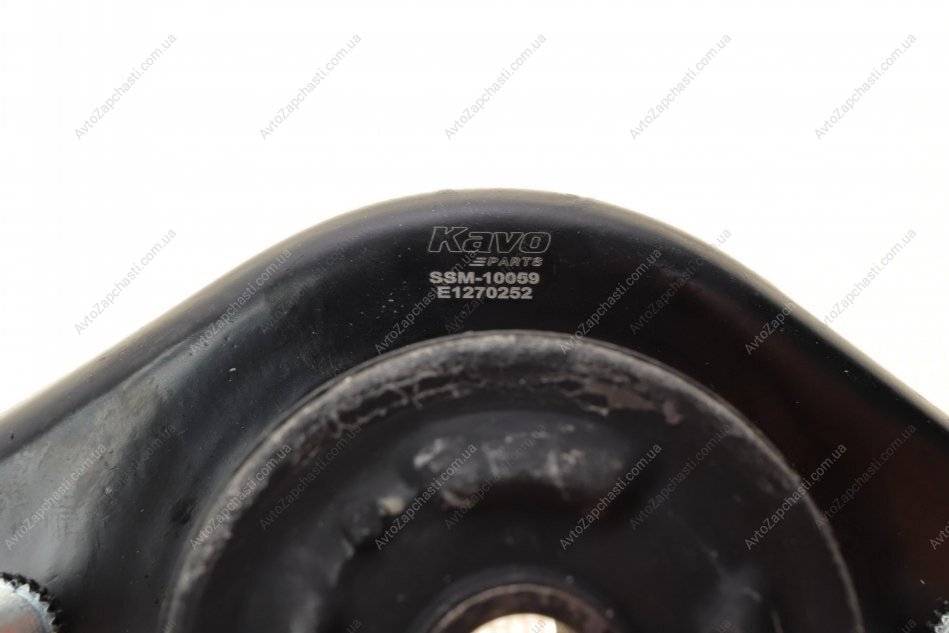 Kavo
PARTS
SSM-10059
E1270252
AvtoZapchasti.com.ua